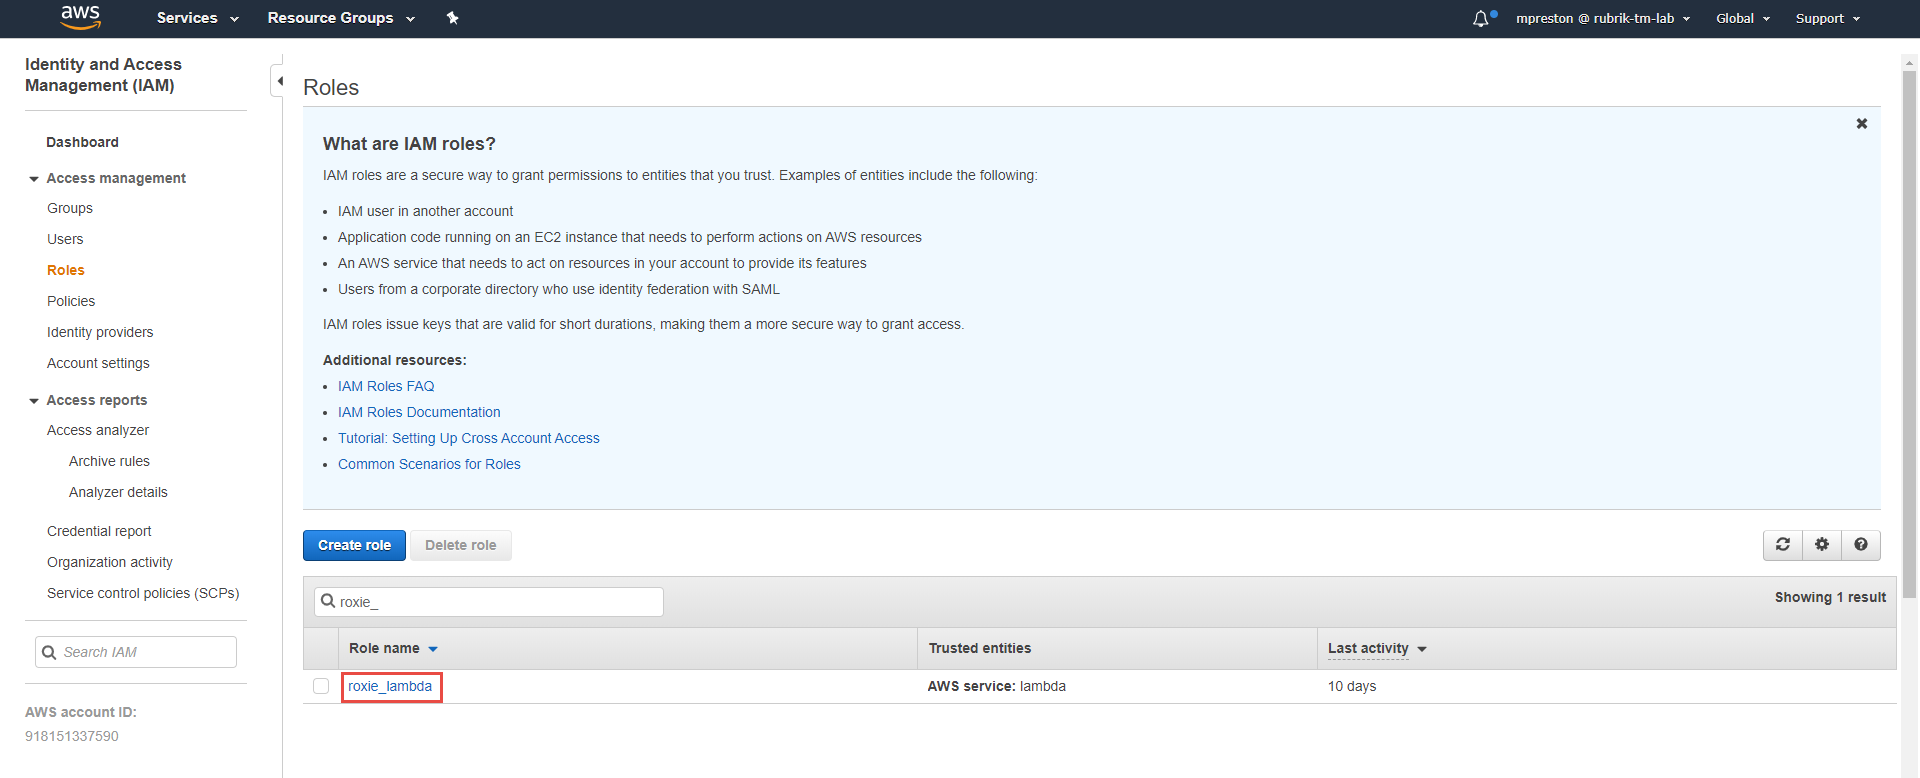 aws
Services
Resource Groups
mpreston @ rubrik-tm-lab
Global
Support
Identity and Access
Management (IAM)
Dashboard
Access management
Groups
Users
Roles
Policies
Identity providers
Account settings
Access reports
Access analyzer
Archive rules
Analyzer details
Credential report
Organization activity
Service control policies (SCPs)
Search IAM
AWS account ID:
918151337590
Roles
What are IAM roles?
IAM roles are a secure way to grant permissions to entities that you trust. Examples of entities include the following:
• IAM user in another account
• Application code running on an EC2 instance that needs to perform actions on AWS resources
• An AWS service that needs to act on resources in your account to provide its features
• Users from a corporate directory who use identity federation with SAML
IAM roles issue keys that are valid for short durations, making them a more secure way to grant access.
Additional resources:
• IAM Roles FAQ
• IAM Roles Documentation
• Tutorial: Setting Up Cross Account Access
• Common Scenarios for Roles
Create role
Delete role
roxie_
Showing 1 result
Role name
Trusted entities
Last activity
roxie_lambda
AWS service: lambda
10 days